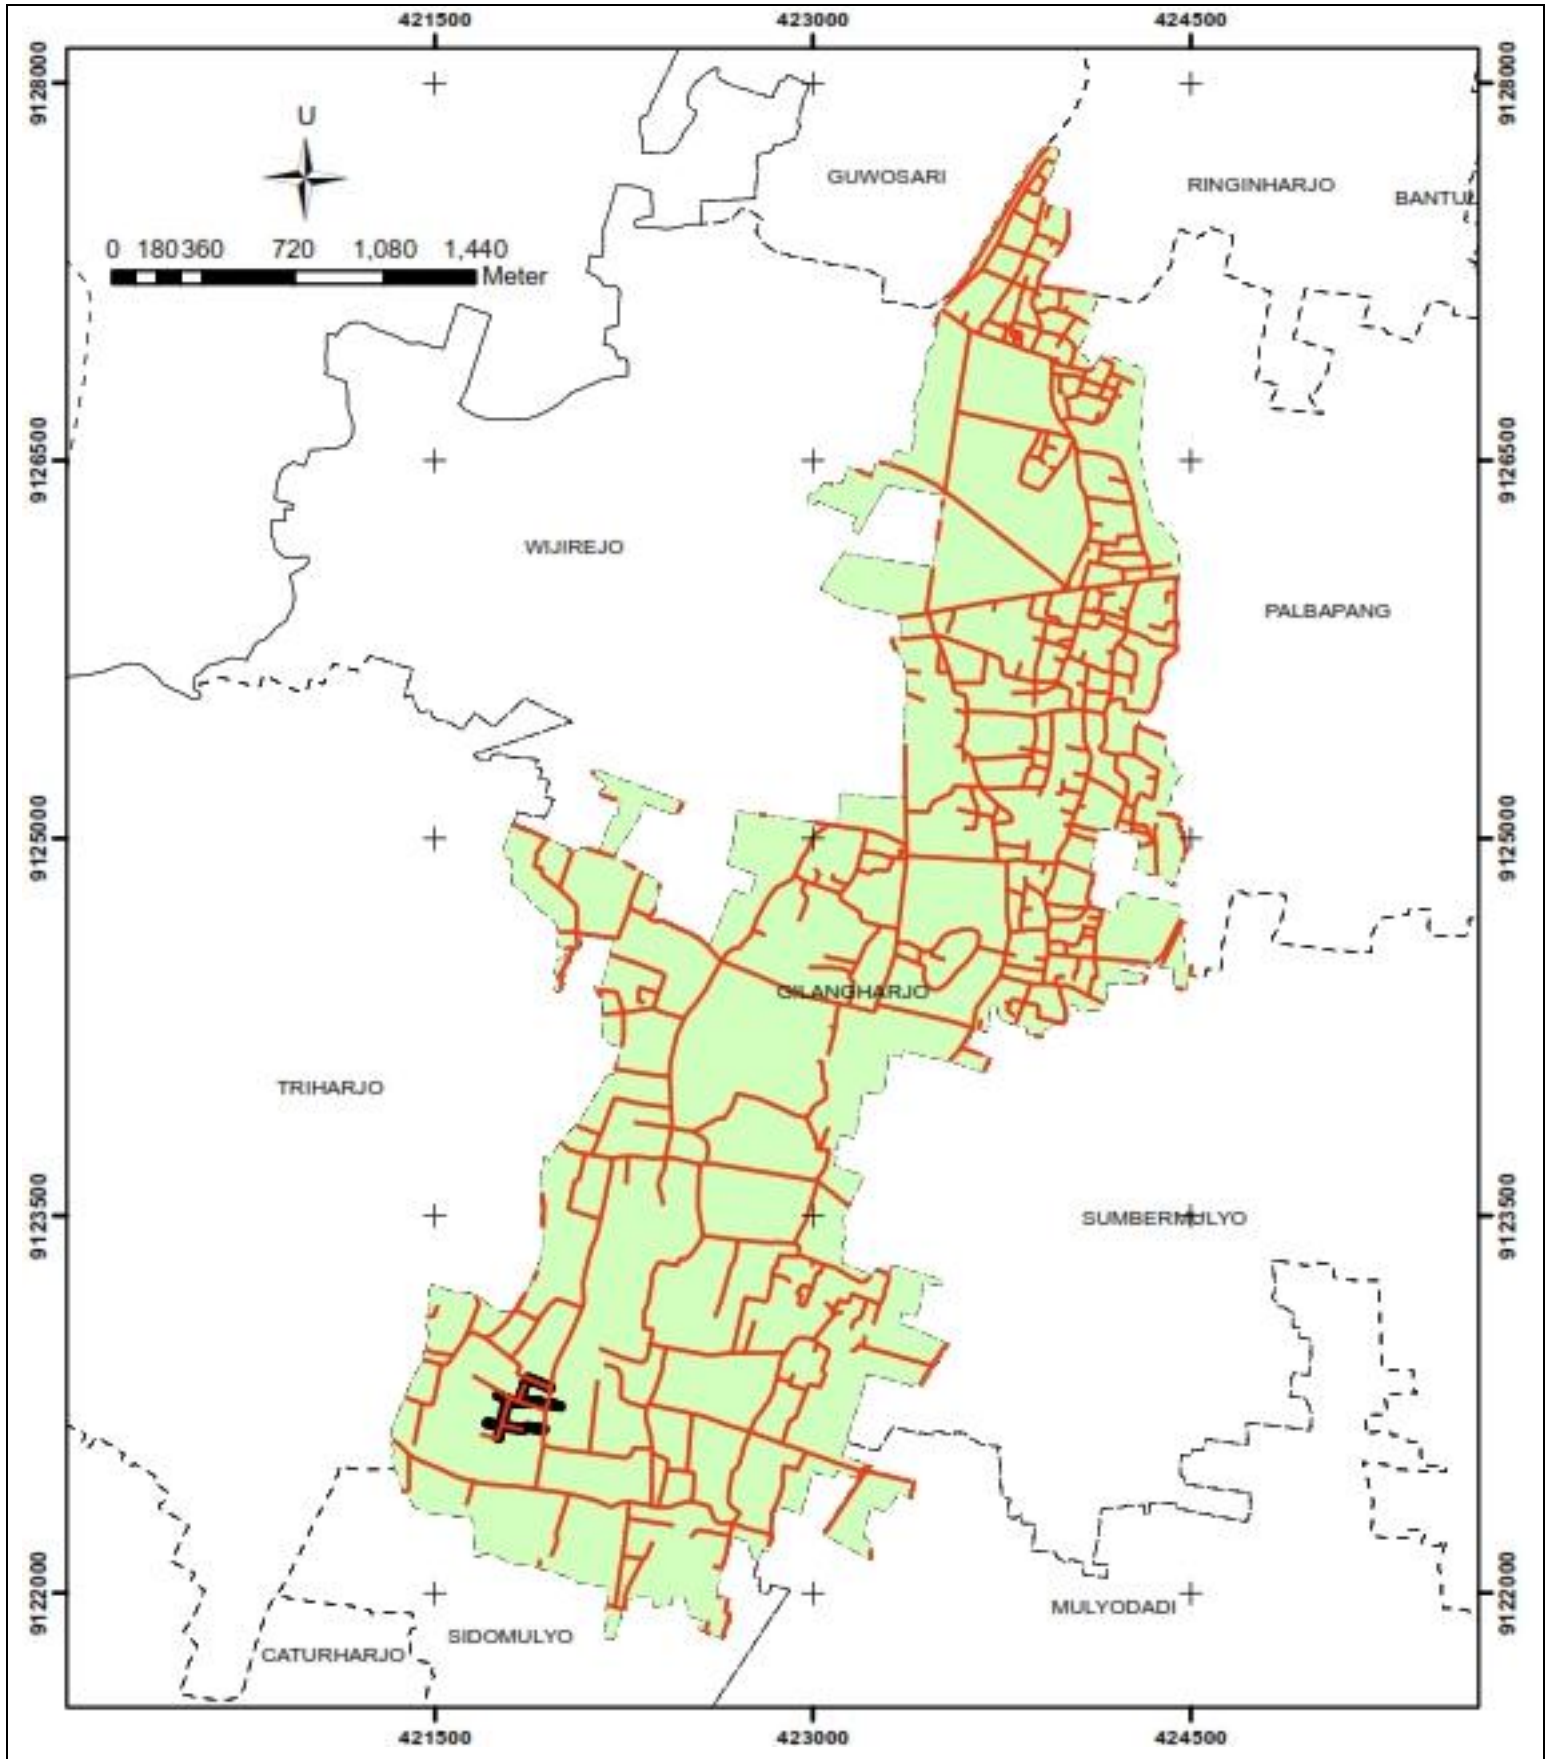 421500 423000 424500
9128000 9128000
U
GUWOSARI
RINGINHARJO
BANTUL
0 180 360 720 1,080 1,440
Meter
9126500 9126500
WIJIREJO
PALBAPANG
9125000 9125000
GILANGHARJO
TRIHARJO
9123500 9123500
SUMBERMULYO
9122000 9122000
MULYODADI
SIDOMULYO
CATURHARJO
421500 423000 424500